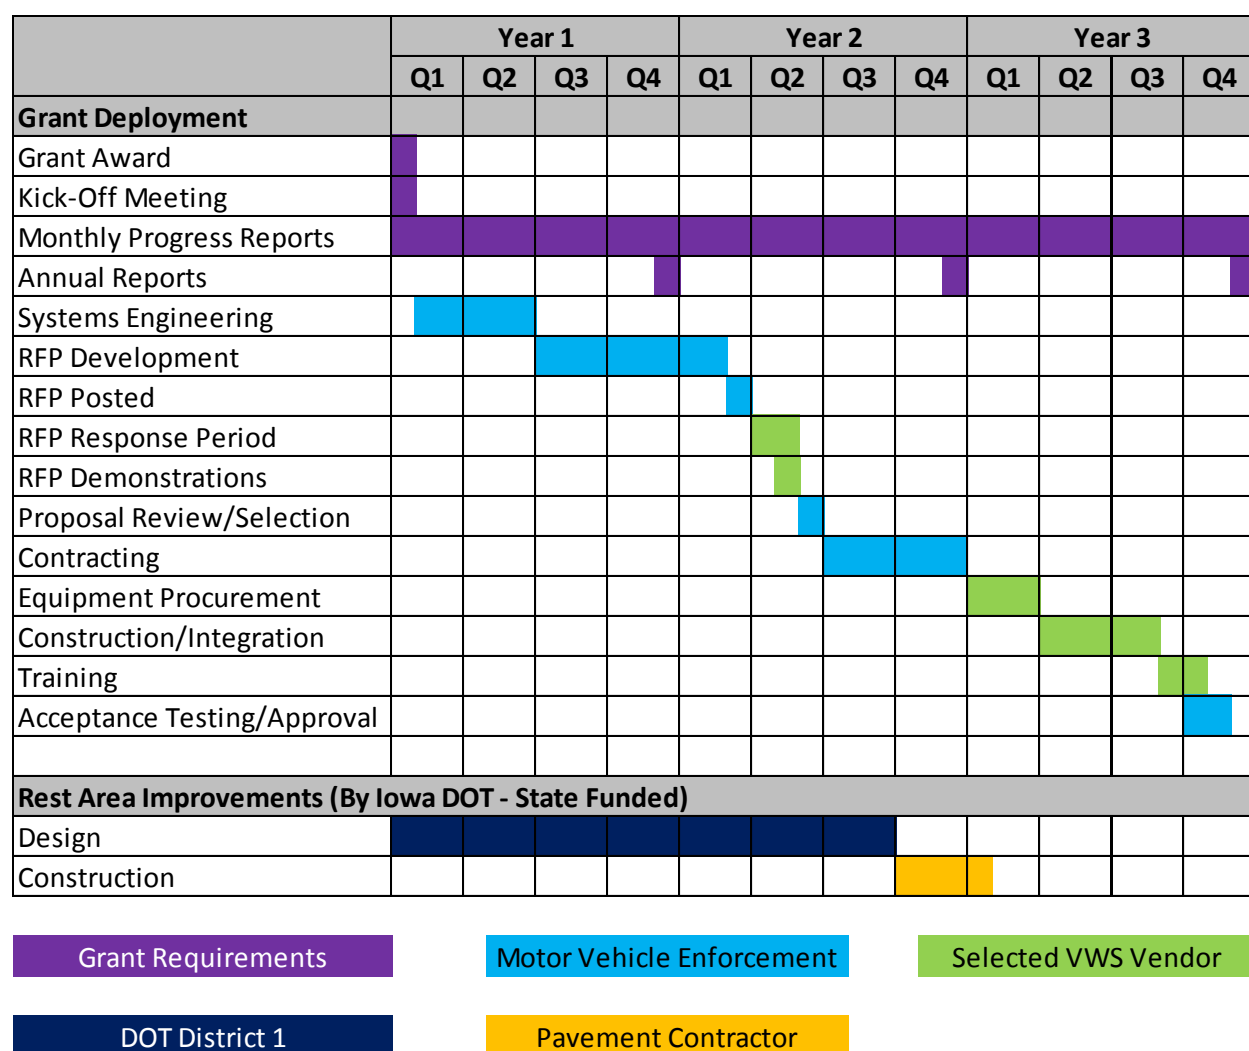 Year 1 Year 2 Year 3
Q1 Q2 Q3 Q4 Q1 Q2 Q3 Q4 Q1 Q2 Q3 Q4
Grant Deployment
Grant Award
Kick-Off Meeting
Monthly Progress Reports
Annual Reports
Systems Engineering
RFP Development
RFP Posted
RFP Response Period
RFP Demonstrations
Proposal Review/Selection
Contracting
Equipment Procurement
Construction/Integration
Training
Acceptance Testing/Approval
Rest Area Improvements (By Iowa DOT - State Funded)
Design
Construction
Grant Requirements Motor Vehicle Enforcement Selected VWS Vendor
DOT District 1 Pavement Contractor